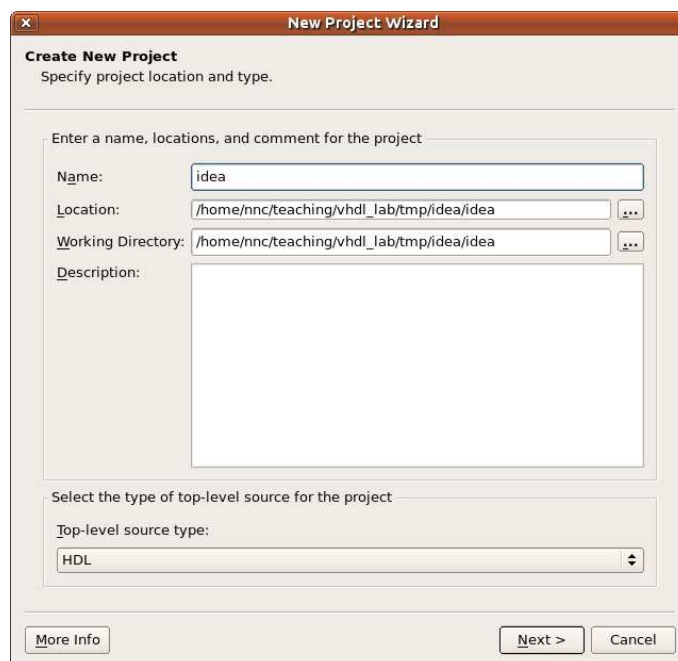 New Project Wizard
Create New Project
Specify project location and type.
Enter a name, locations, and comment for the project
Name: idea
Location: /home/nnc/teaching/vhdl_lab/tmp/idea/idea ...
Working Directory: /home/nnc/teaching/vhdl_lab/tmp/idea/idea ...
Description:
Select the type of top-level source for the project
Top-level source type:
HDL
More Info Next > Cancel